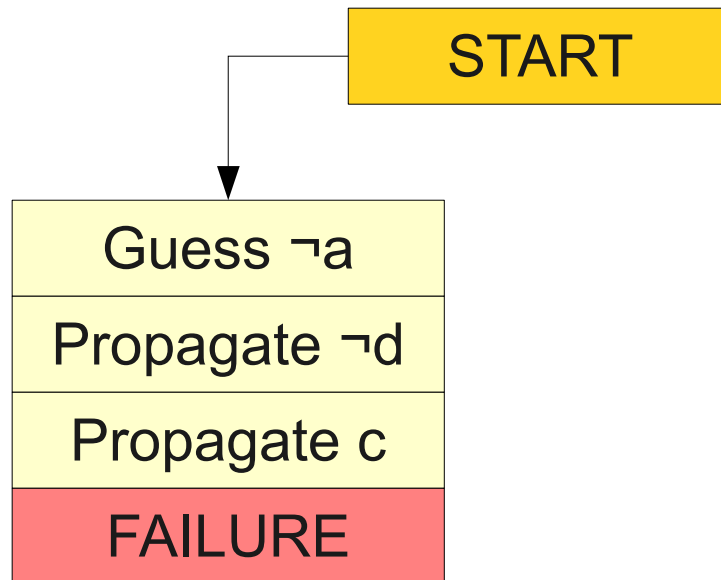 START
Guess ¬a
Propagate ¬d
Propagate c
FAILURE